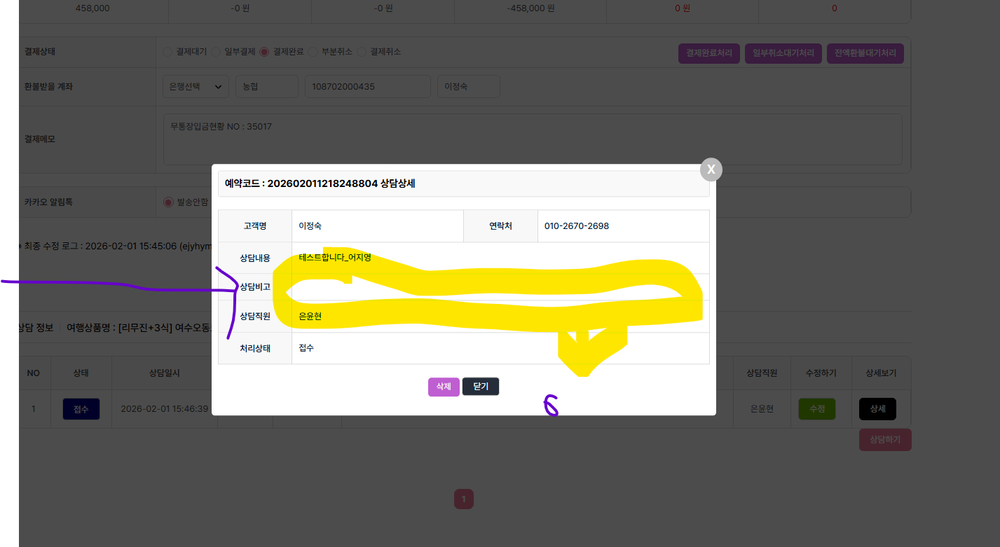 458,000 -0 원 -0 원 -458,000 원 0 원 0
결제상태 결제대기 일부결제 결제완료 부분취소 결제취소 결제완료처리 일부취소대기처리 전액환불대기처리
환불받을 계좌 은행선택 농협 108702000435 이정숙
결제메모 무통장입금현황 NO : 35017
X
예약코드 : 202602011218248804 상담상세
카카오 알림톡 발송안함
고객명 이정숙 연락처 010-2670-2698
최종 수정 로그 : 2026-02-01 15:45:06 (ejyhym
상담내용 테스트합니다_어지영
상담비고
상담직원 은윤현
상담 정보 여행상품명 : [리무진+3식] 여수오동
처리상태 접수
NO 상태 상담일시 상담직원 수정하기 상세보기
삭제 닫기
1 접수 2026-02-01 15:46:39 은윤현 수정 상세
상담하기
1